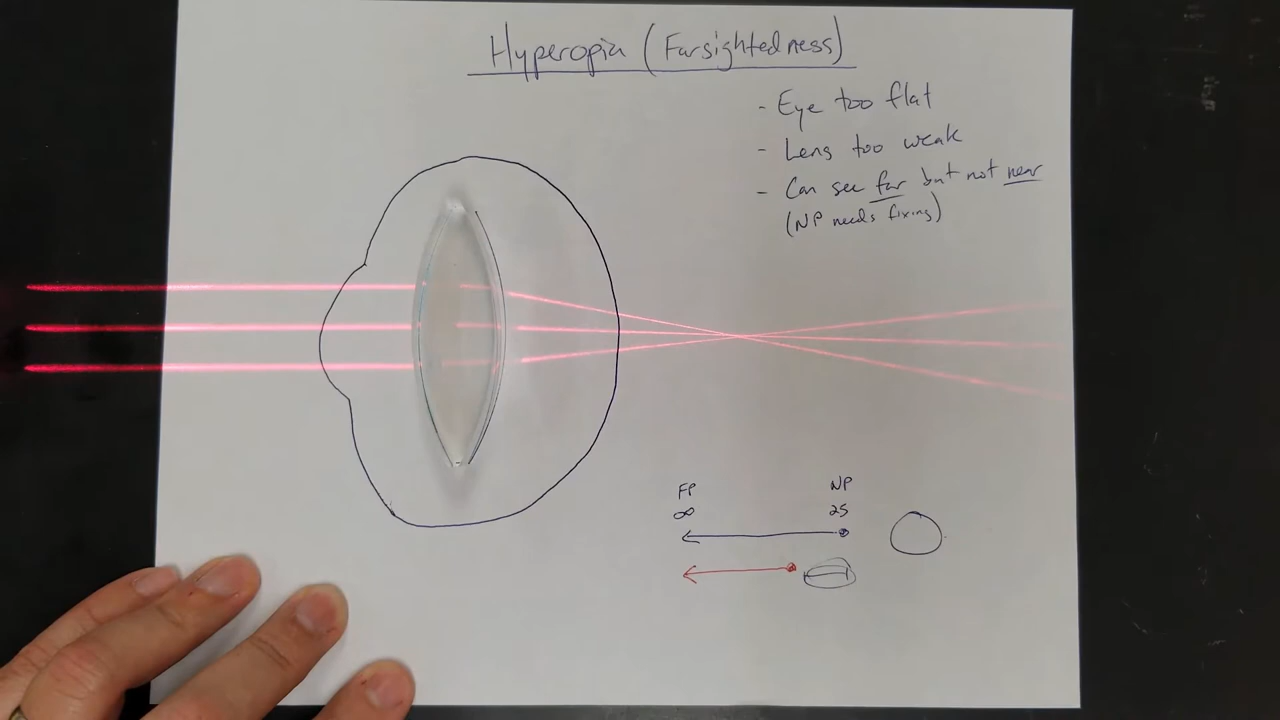 Hyperopia (Farsightedness)
- Eye too flat
- Lens too weak
- Can see far but not near
(NP needs fixing)
FP NP
∞ 25